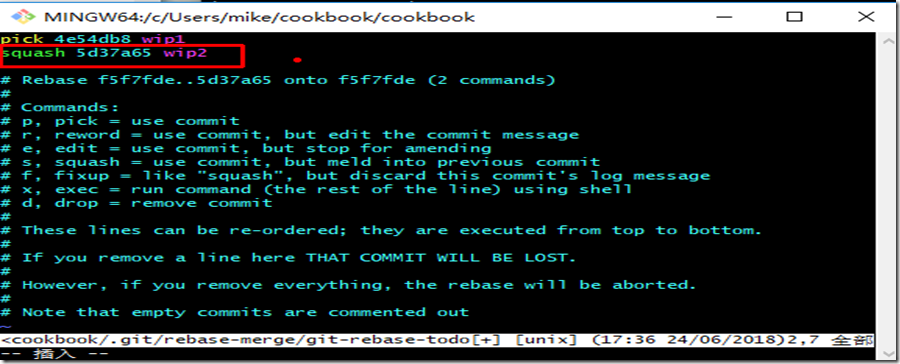 MINGW64:/c/Users/mike/cookbook/cookbook
pick 4e54db8 wip1
squash 5d37a65 wip2
# Rebase f5f7fde..5d37a65 onto f5f7fde (2 commands)
#
# Commands:
# p, pick = use commit
# r, reword = use commit, but edit the commit message
# e, edit = use commit, but stop for amending
# s, squash = use commit, but meld into previous commit
# f, fixup = like "squash", but discard this commit's log message
# x, exec = run command (the rest of the line) using shell
# d, drop = remove commit
#
# These lines can be re-ordered; they are executed from top to bottom.
#
# If you remove a line here THAT COMMIT WILL BE LOST.
#
# However, if you remove everything, the rebase will be aborted.
#
# Note that empty commits are commented out
~
<cookbook/.git/rebase-merge/git-rebase-todo[+] [unix] (17:36 24/06/2018)2,7 全部
-- 插入 --